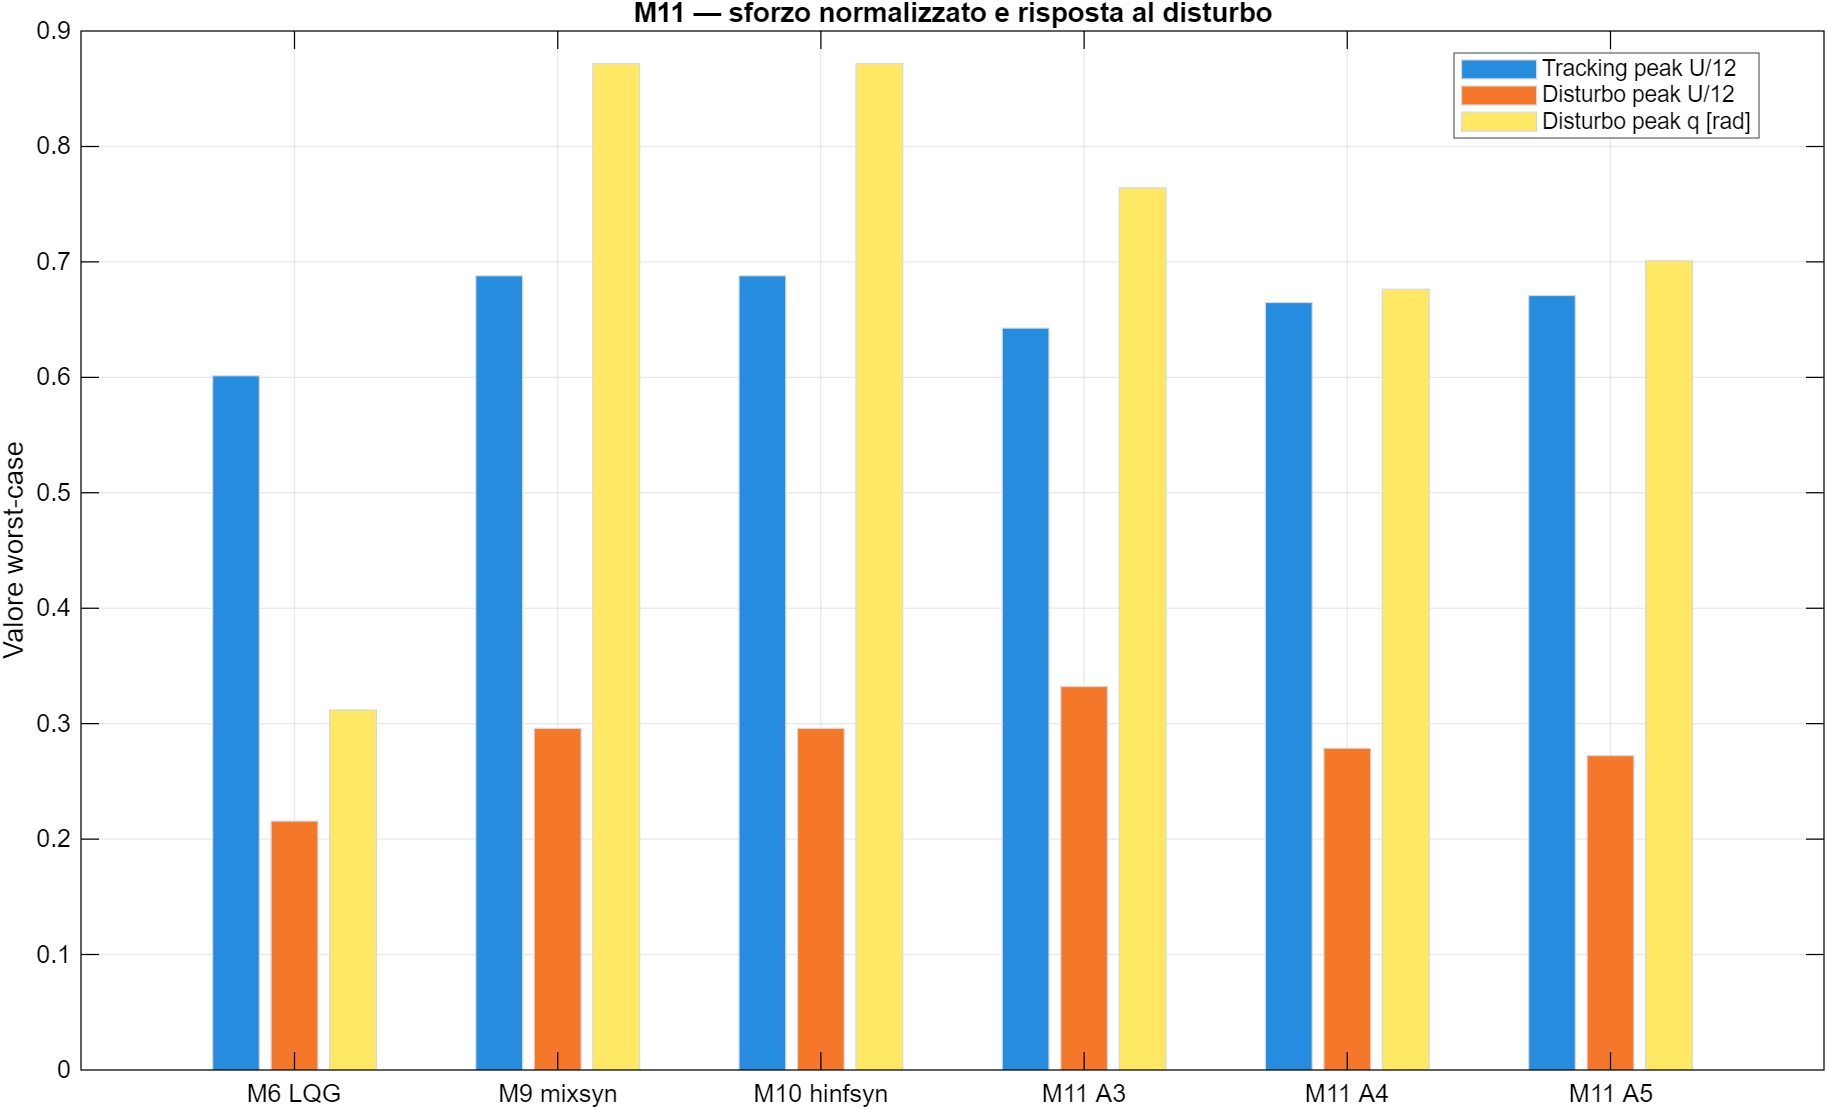 M11 — sforzo normalizzato e risposta al disturbo
Tracking peak U/12
Disturbo peak U/12
Disturbo peak q [rad]
Valore worst-case
0.9
0.8
0.7
0.6
0.5
0.4
0.3
0.2
0.1
0
M6 LQG
M9 mixsyn
M10 hinfsyn
M11 A3
M11 A4
M11 A5